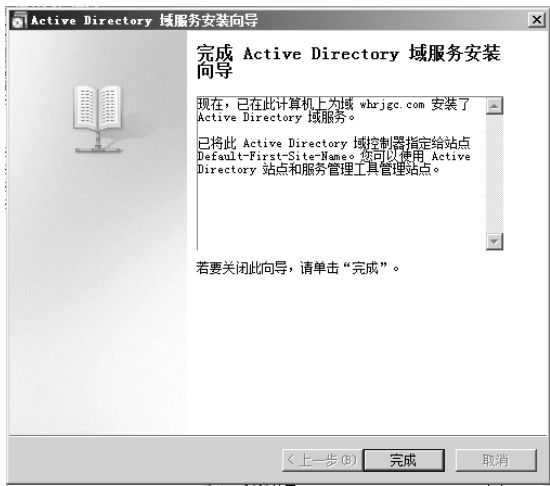 Active Directory 域服务安装向导
完成 Active Directory 域服务安装
向导
现在，已在此计算机上为域 whrjgc.com 安装了
Active Directory 域服务。
已将此 Active Directory 域控制器指定给站点
Default-First-Site-Name。您可以使用 Active
Directory 站点和服务管理工具管理站点。
若要关闭此向导，请单击“完成”。
< 上一步(B)
完成
取消